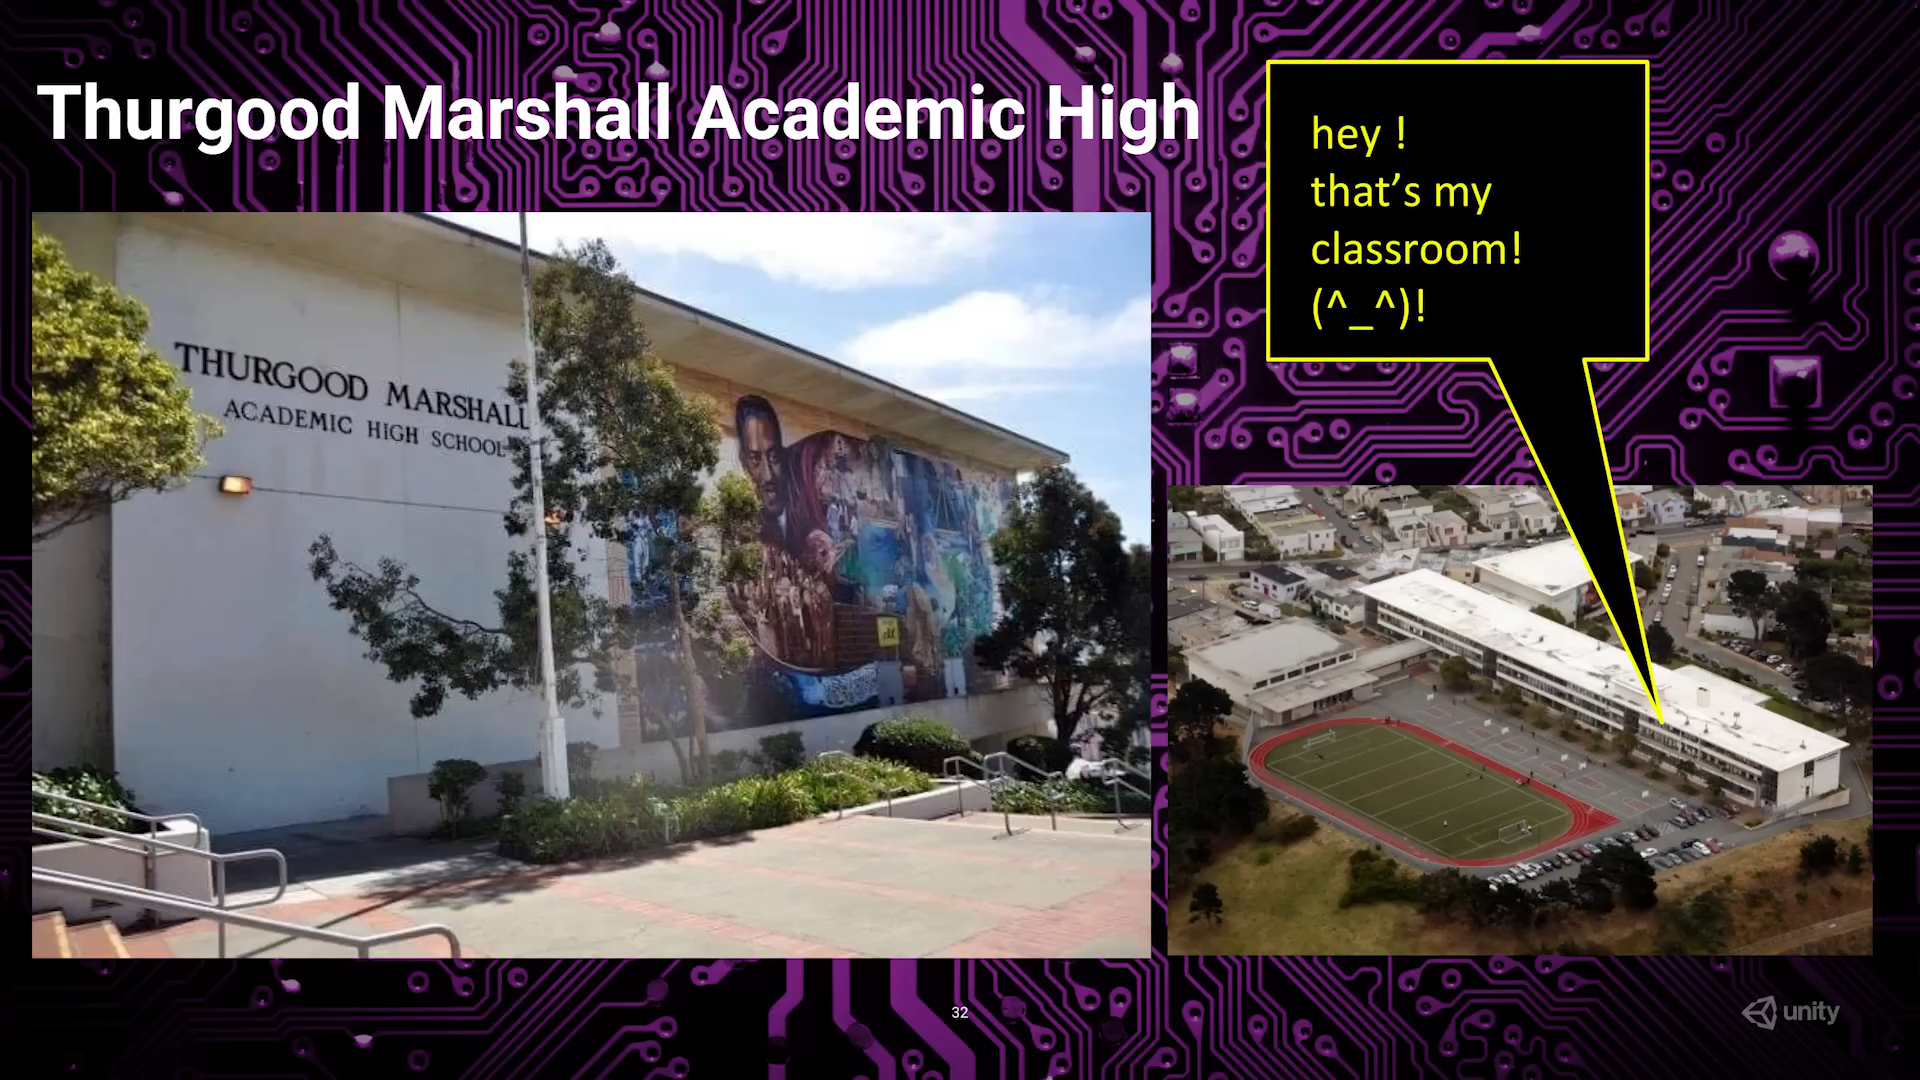 Thurgood Marshall Academic High
hey !
that’s my
classroom!
(^_^)!
THURGOOD MARSHALL
ACADEMIC HIGH SCHOOL
32
unity